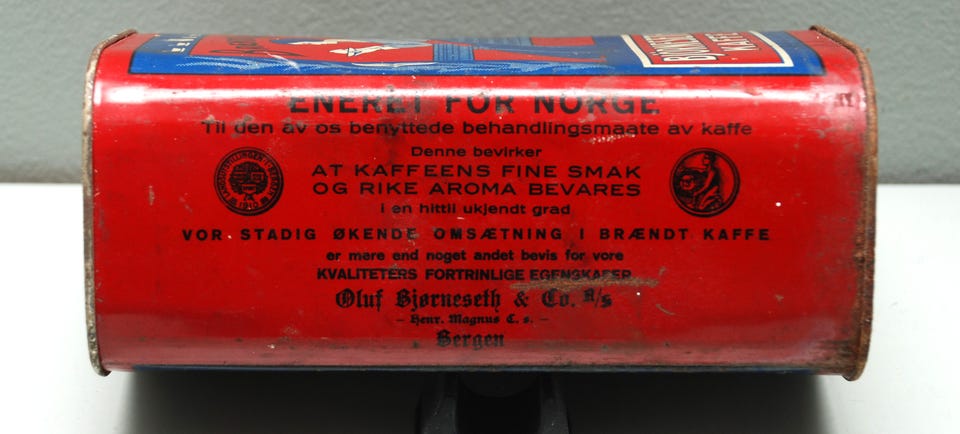 ENERET FOR NORGE
Til den av os benyttede behandlingsmaate av kaffe
Denne bevirker
AT KAFFEENS FINE SMAK
OG RIKE AROMA BEVARES
i en hittil ukjendt grad
VOR STADIG ØKENDE OMSÆTNING I BRÆNDT KAFFE
er mere end noget andet bevis for vore
KVALITETERS FORTRINLIGE EGENSKAPER
Oluf Bjørneseth & Co. A/s
– Henr. Magnus E. s. –
Bergen